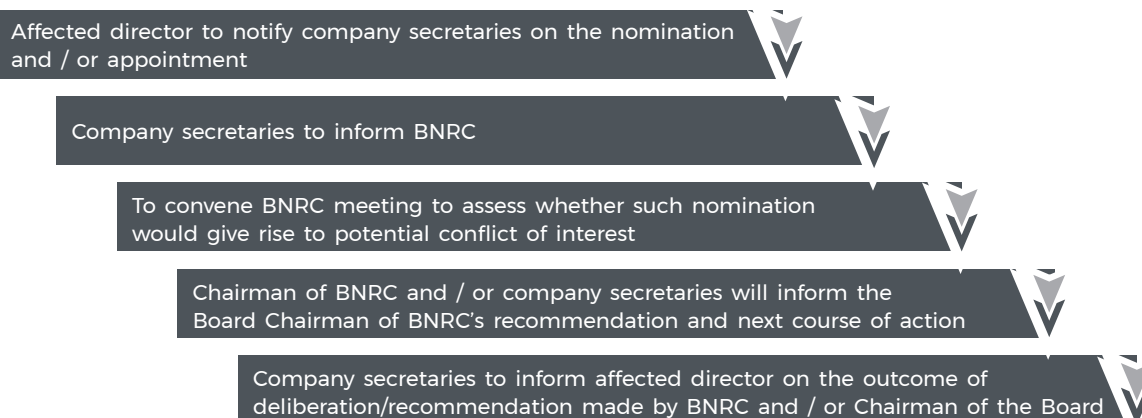 Affected director to notify company secretaries on the nomination
and / or appointment
Company secretaries to inform BNRC
To convene BNRC meeting to assess whether such nomination
would give rise to potential conflict of interest
Chairman of BNRC and / or company secretaries will inform the
Board Chairman of BNRC’s recommendation and next course of action
Company secretaries to inform affected director on the outcome of
deliberation/recommendation made by BNRC and / or Chairman of the Board